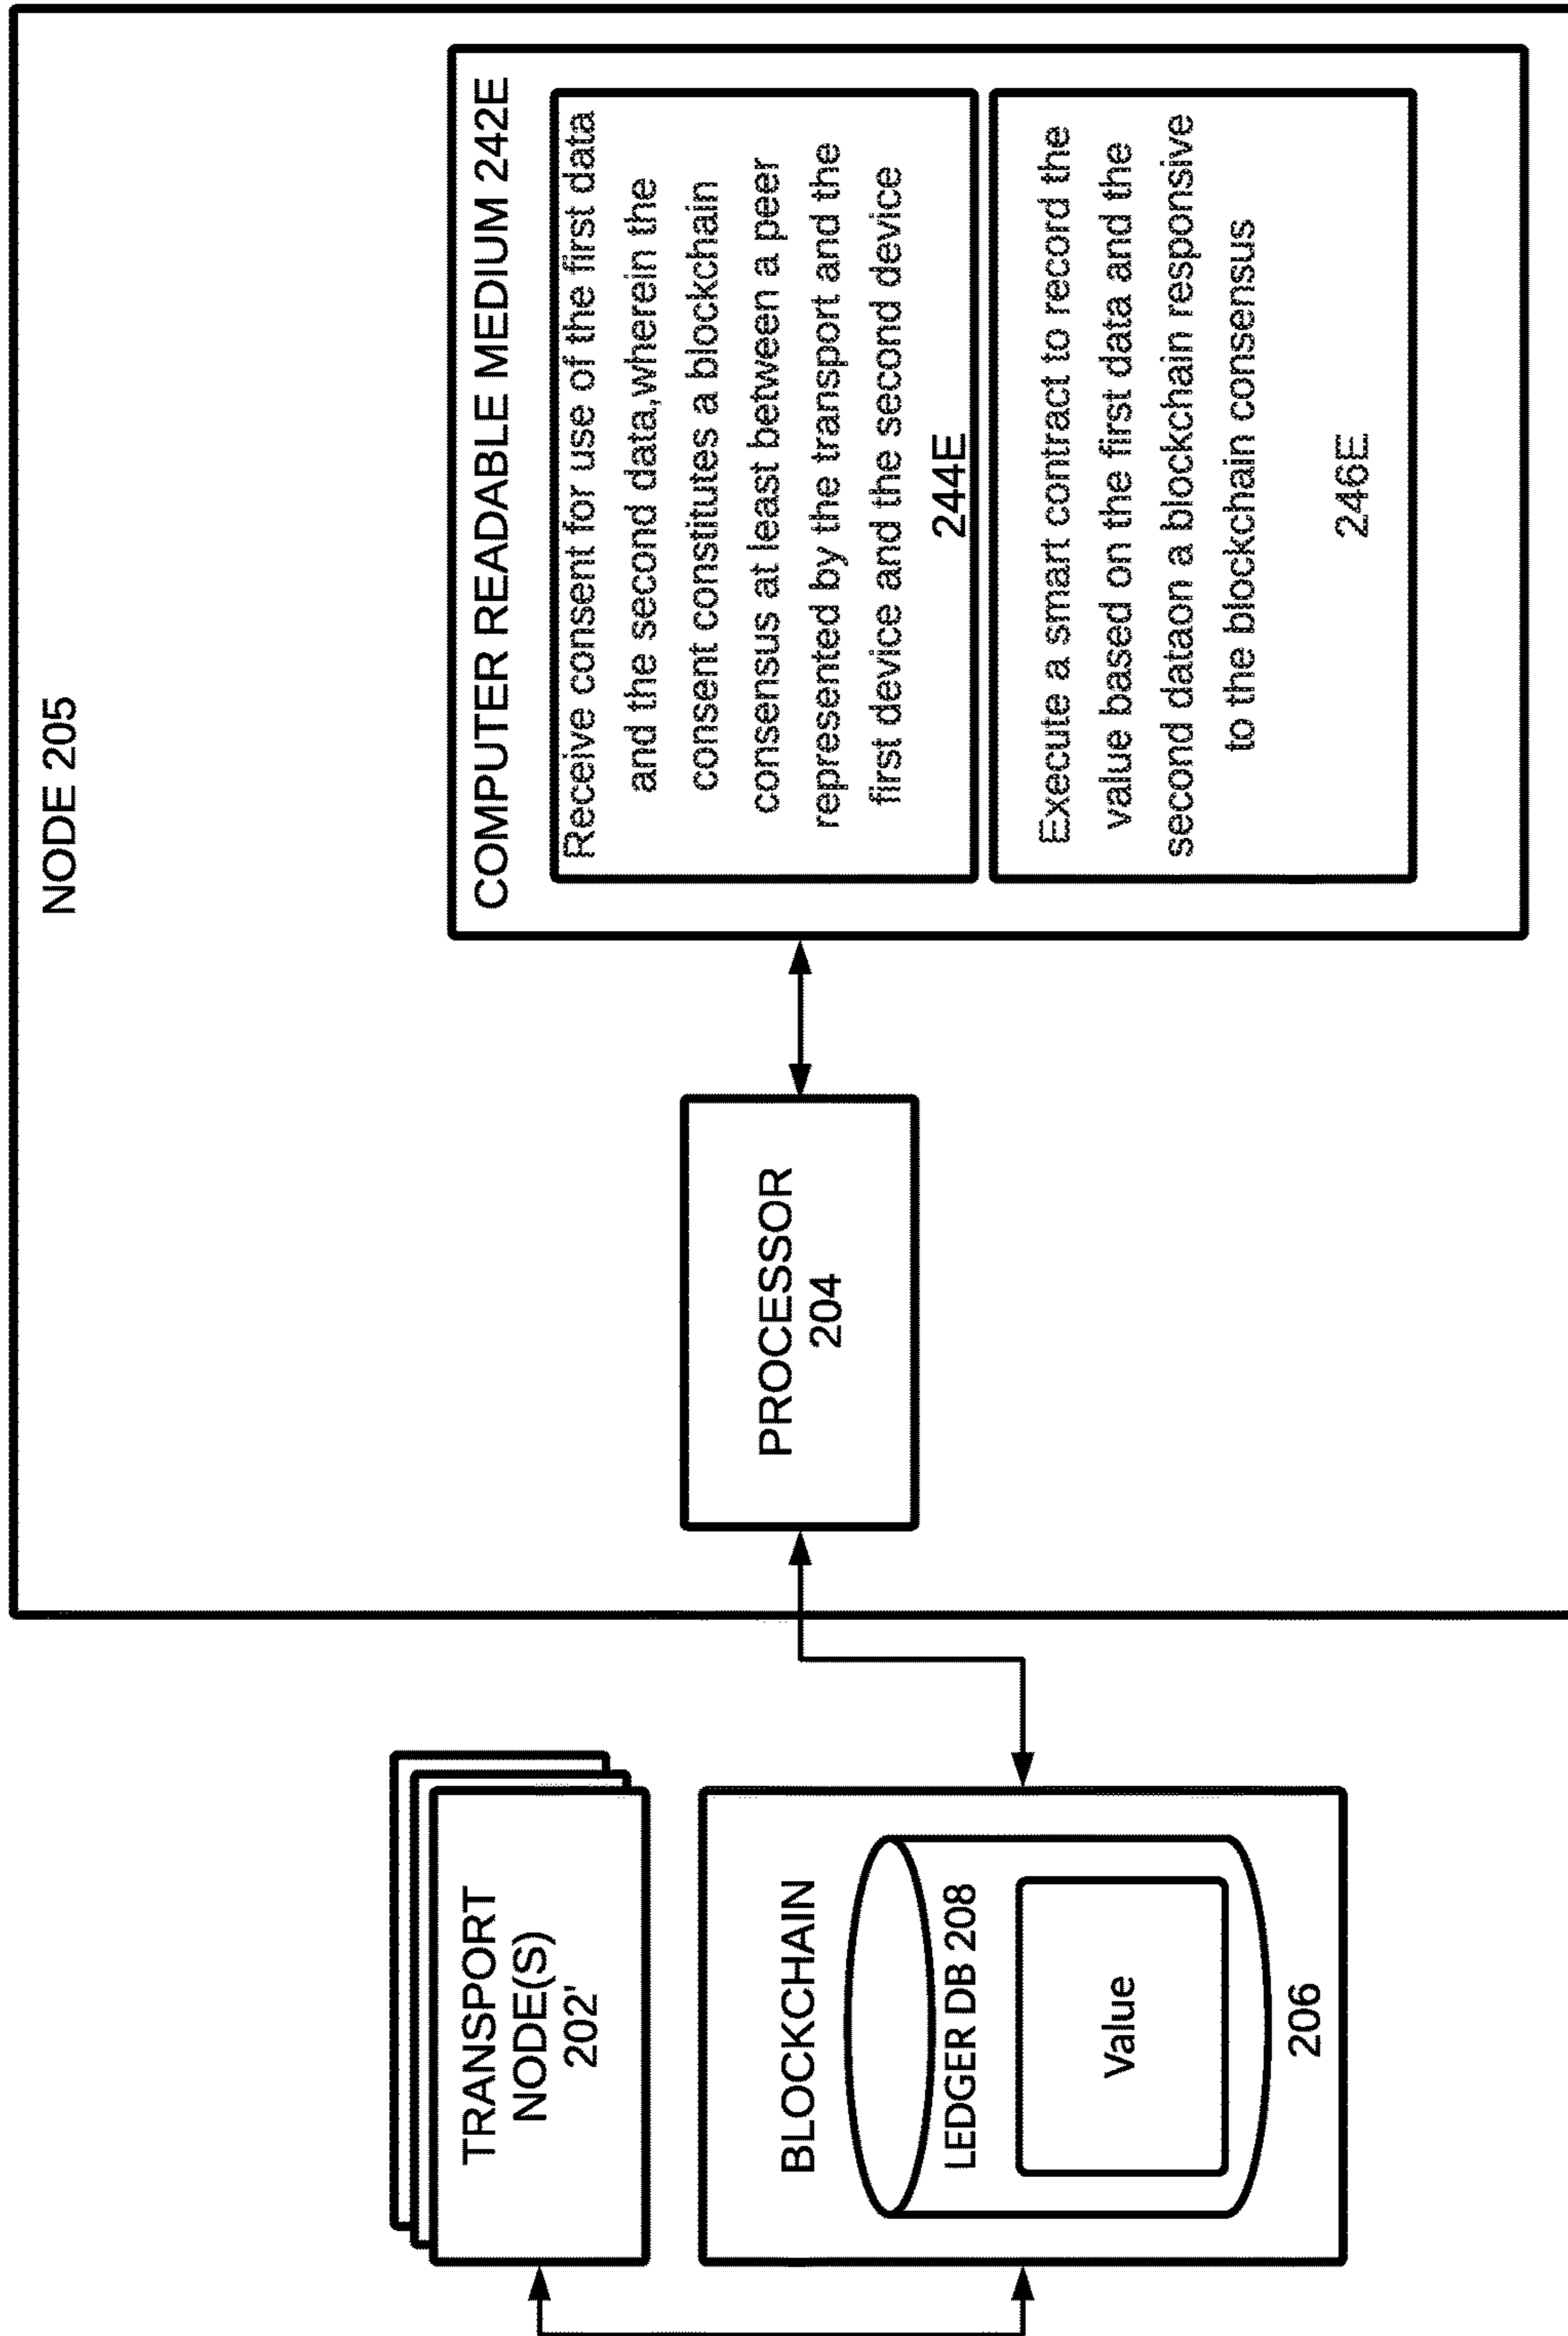 NODE 205
TRANSPORT
NODE(S)
202'
BLOCKCHAIN
LEDGER DB 208
Value
206
PROCESSOR
204
COMPUTER READABLE MEDIUM 242E
Receive consent for use of the first data
and the second data,wherein the
consent constitutes a blockchain
consensus at least between a peer
represented by the transport and the
first device and the second device
244E
Execute a smart contract to record the
value based on the first data and the
second dataon a blockchain responsive
to the blockchain consensus
246E